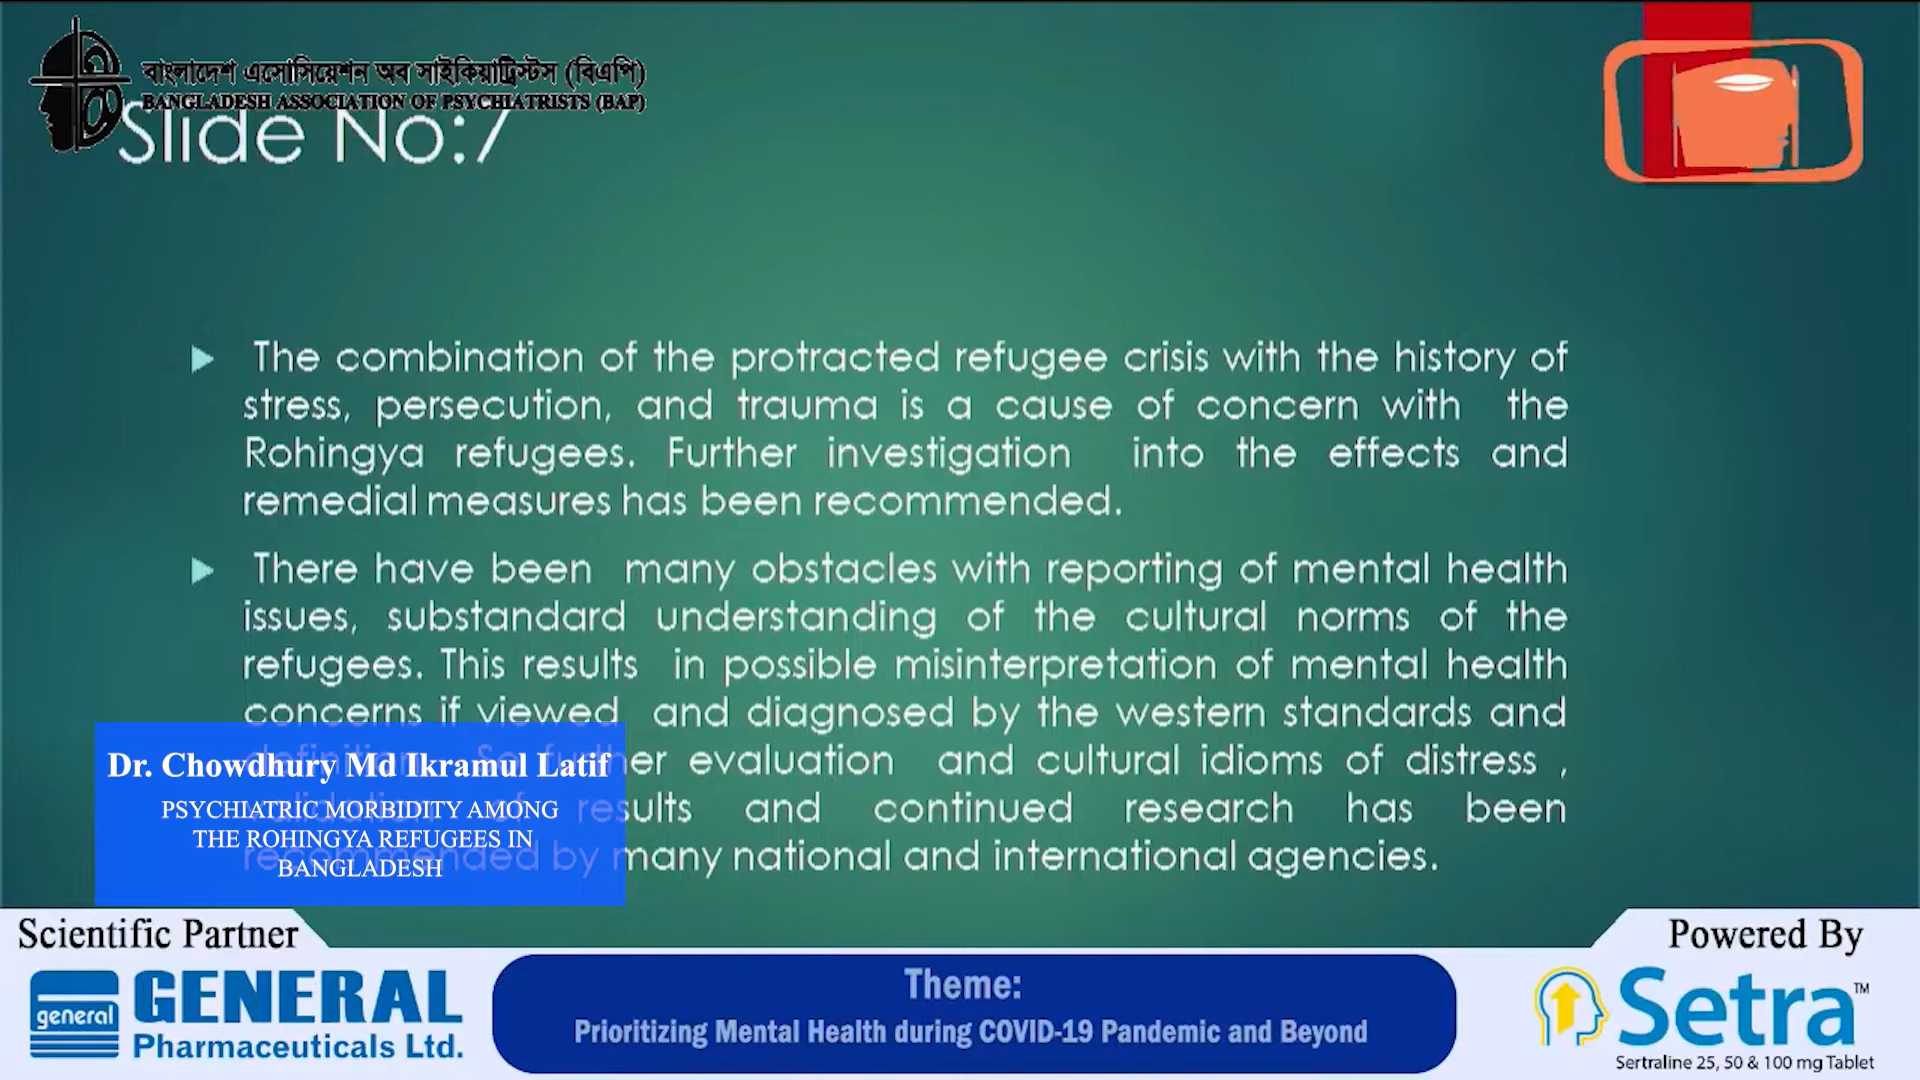 বাংলাদেশ এসোসিয়েশন অব সাইকিয়াট্রিস্টস (বিএপি)
BANGLADESH ASSOCIATION OF PSYCHIATRISTS (BAP)
Slide No:7
The combination of the protracted refugee crisis with the history of
stress, persecution, and trauma is a cause of concern with the
Rohingya refugees. Further investigation into the effects and
remedial measures has been recommended.
There have been many obstacles with reporting of mental health
issues, substandard understanding of the cultural norms of the
refugees. This results in possible misinterpretation of mental health
concerns if viewed and diagnosed by the western standards and
evaluation and cultural idioms of distress ,
results and continued research has been
recommended by many national and international agencies.
Dr. Chowdhury Md Ikramul Latif
PSYCHIATRIC MORBIDITY AMONG
THE ROHINGYA REFUGEES IN
BANGLADESH
Scientific Partner
general
GENERAL
Pharmaceuticals Ltd.
Theme:
Prioritizing Mental Health during COVID-19 Pandemic and Beyond
Powered By
Setra™
Sertraline 25, 50 & 100 mg Tablet